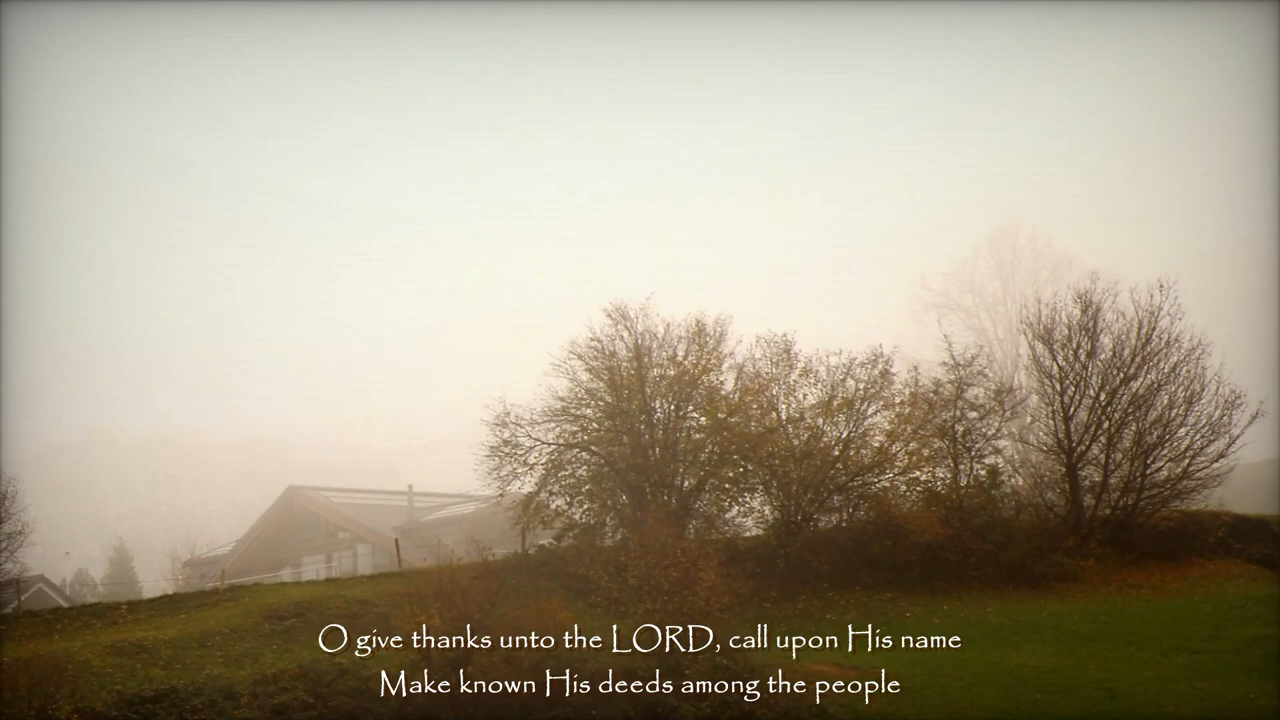 O give thanks unto the LORD, call upon His name
Make known His deeds among the people